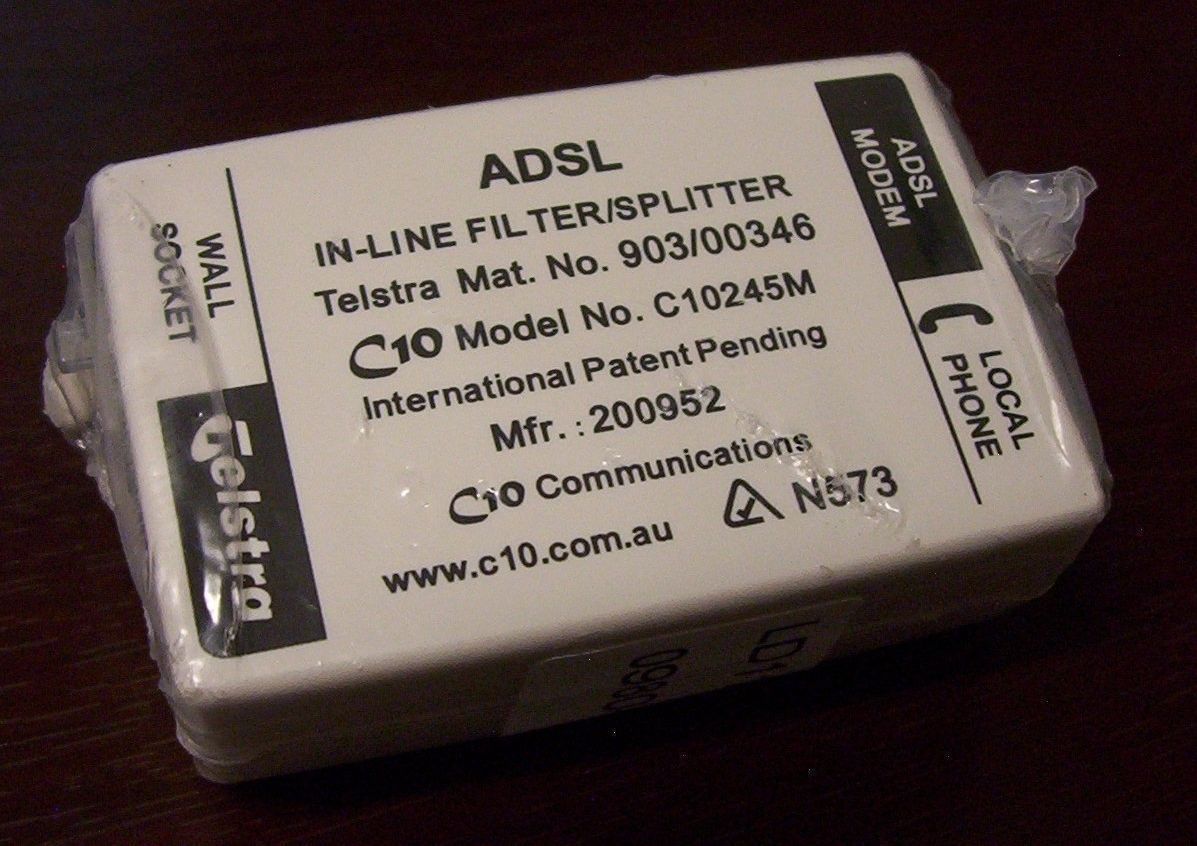 ADSL
IN-LINE FILTER/SPLITTER
Telstra Mat. No. 903/00346
C10 Model No. C10245M
International Patent Pending
Mfr. : 200952
C10 Communications
www.c10.com.au
N573
WALL
SOCKET
Telstra
ADSL
MODEM
LOCAL
PHONE